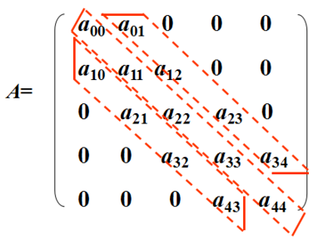 a₀₀ a₀₁ 0 0 0
a₁₀ a₁₁ a₁₂ 0 0
A= 0 a₂₁ a₂₂ a₂₃ 0
0 0 a₃₂ a₃₃ a₃₄
0 0 0 a₄₃ a₄₄